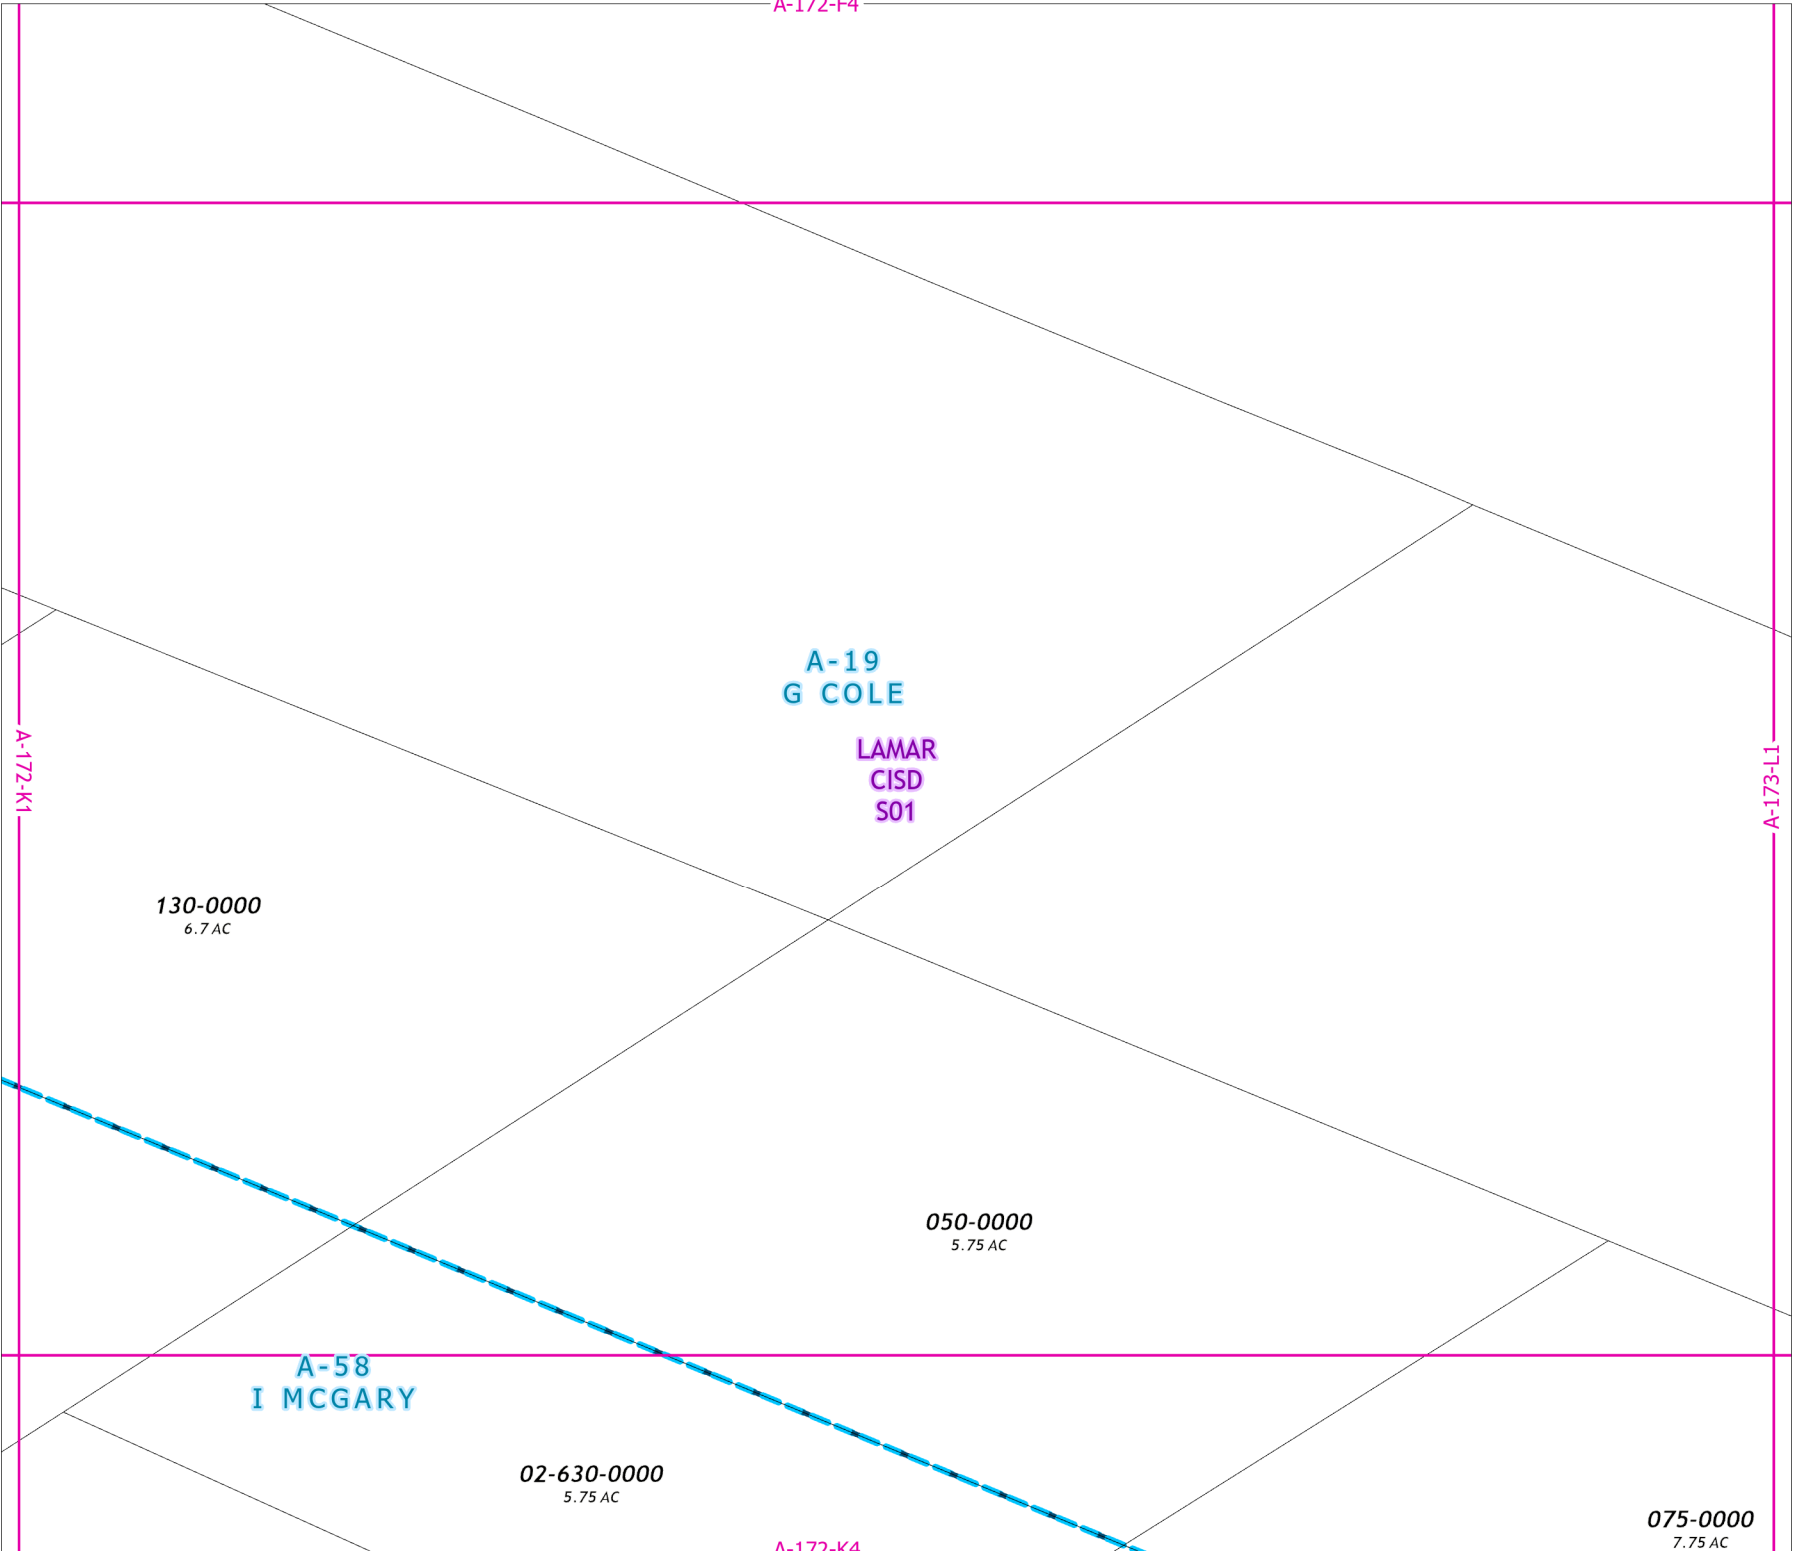 A-172-F4
A-19
G COLE
LAMAR
CISD
S01
A-172-K1
A-173-L1
130-0000
6.7 AC
050-0000
5.75 AC
A-58
I MCGARY
02-630-0000
5.75 AC
075-0000
7.75 AC
A-172-K4